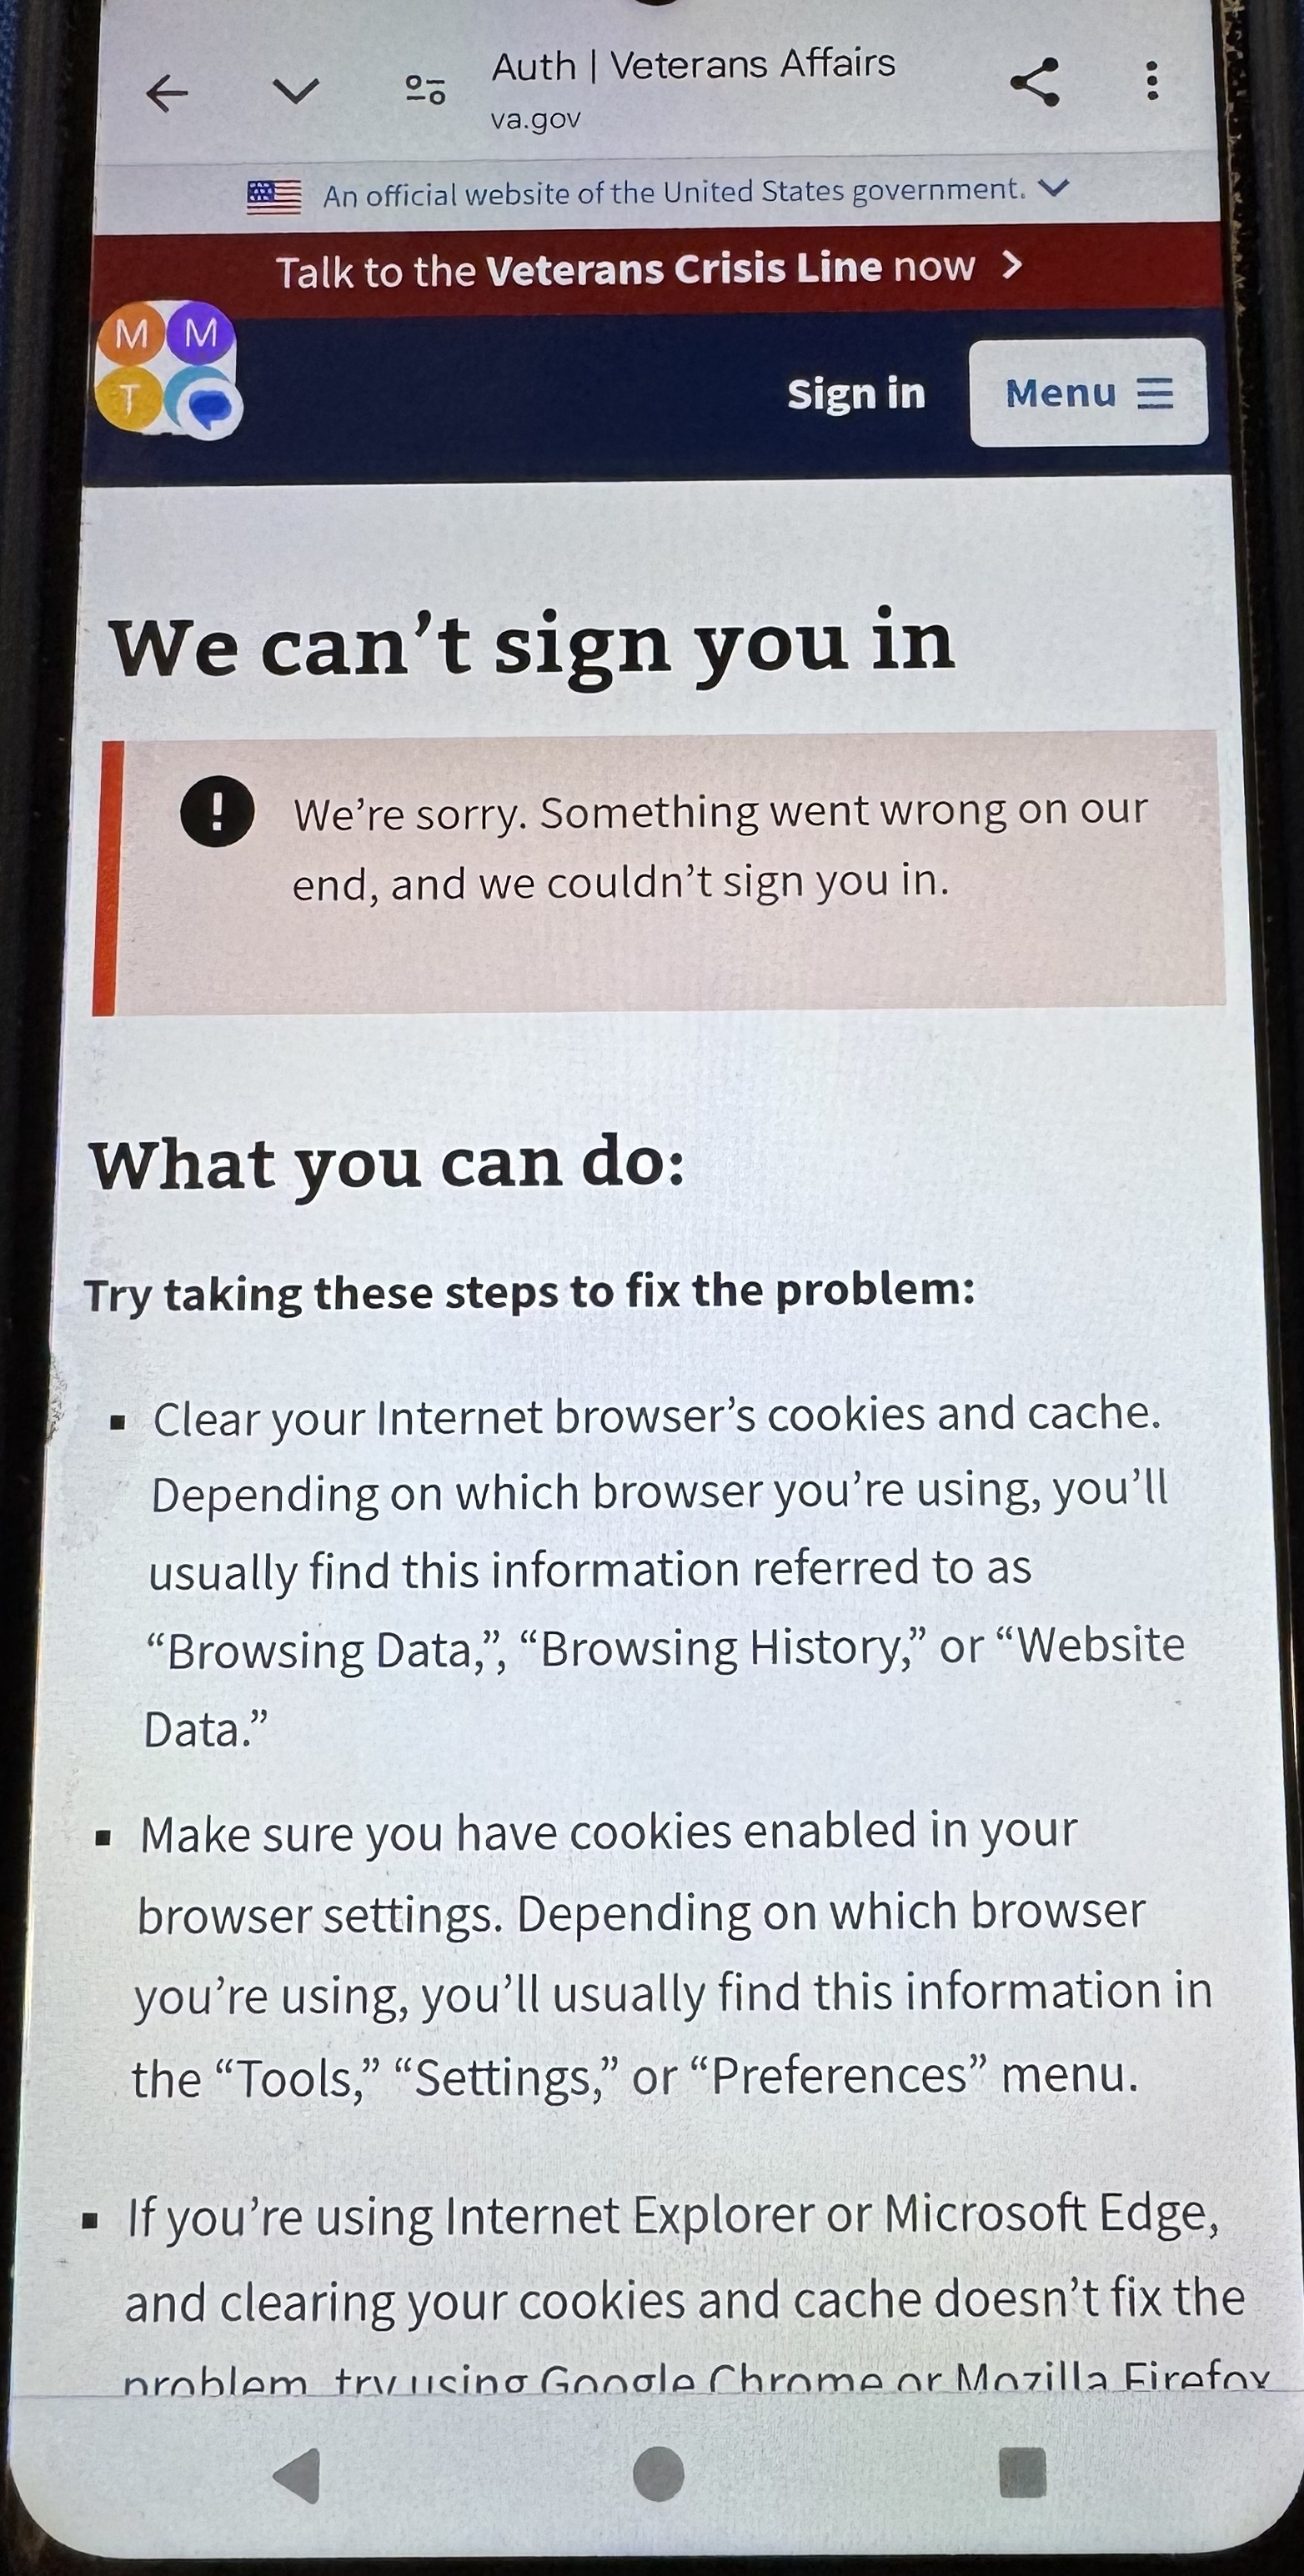 Auth | Veterans Affairs
va.gov
An official website of the United States government.
Talk to the Veterans Crisis Line now
M M
T
Sign in
Menu
We can’t sign you in
We’re sorry. Something went wrong on our
end, and we couldn’t sign you in.
What you can do:
Try taking these steps to fix the problem:
▪ Clear your Internet browser’s cookies and cache.
Depending on which browser you’re using, you’ll
usually find this information referred to as
“Browsing Data,”, “Browsing History,” or “Website
Data.”
▪ Make sure you have cookies enabled in your
browser settings. Depending on which browser
you’re using, you’ll usually find this information in
the “Tools,” “Settings,” or “Preferences” menu.
▪ If you’re using Internet Explorer or Microsoft Edge,
and clearing your cookies and cache doesn’t fix the
problem, try using Google Chrome or Mozilla Firefox